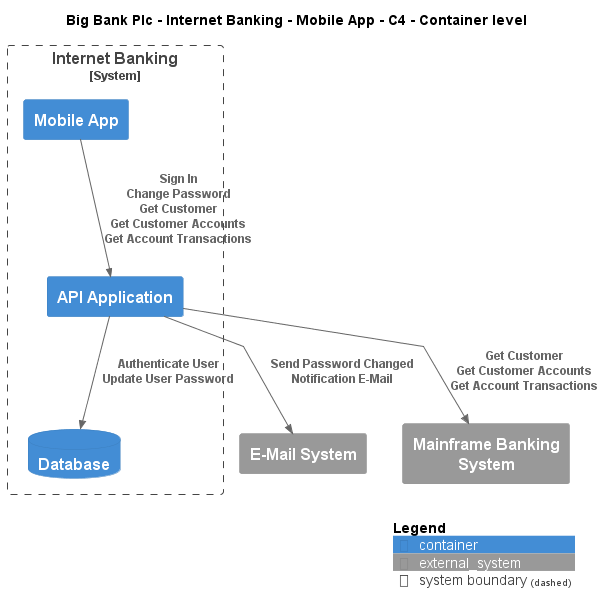 Big Bank Plc - Internet Banking - Mobile App - C4 - Container level
Internet Banking
[System]
Mobile App
Sign In
Change Password
Get Customer
Get Customer Accounts
Get Account Transactions
API Application
Authenticate User
Update User Password
Send Password Changed
Notification E-Mail
Get Customer
Get Customer Accounts
Get Account Transactions
Database
E-Mail System
Mainframe Banking
System
Legend
container
external_system
system boundary (dashed)